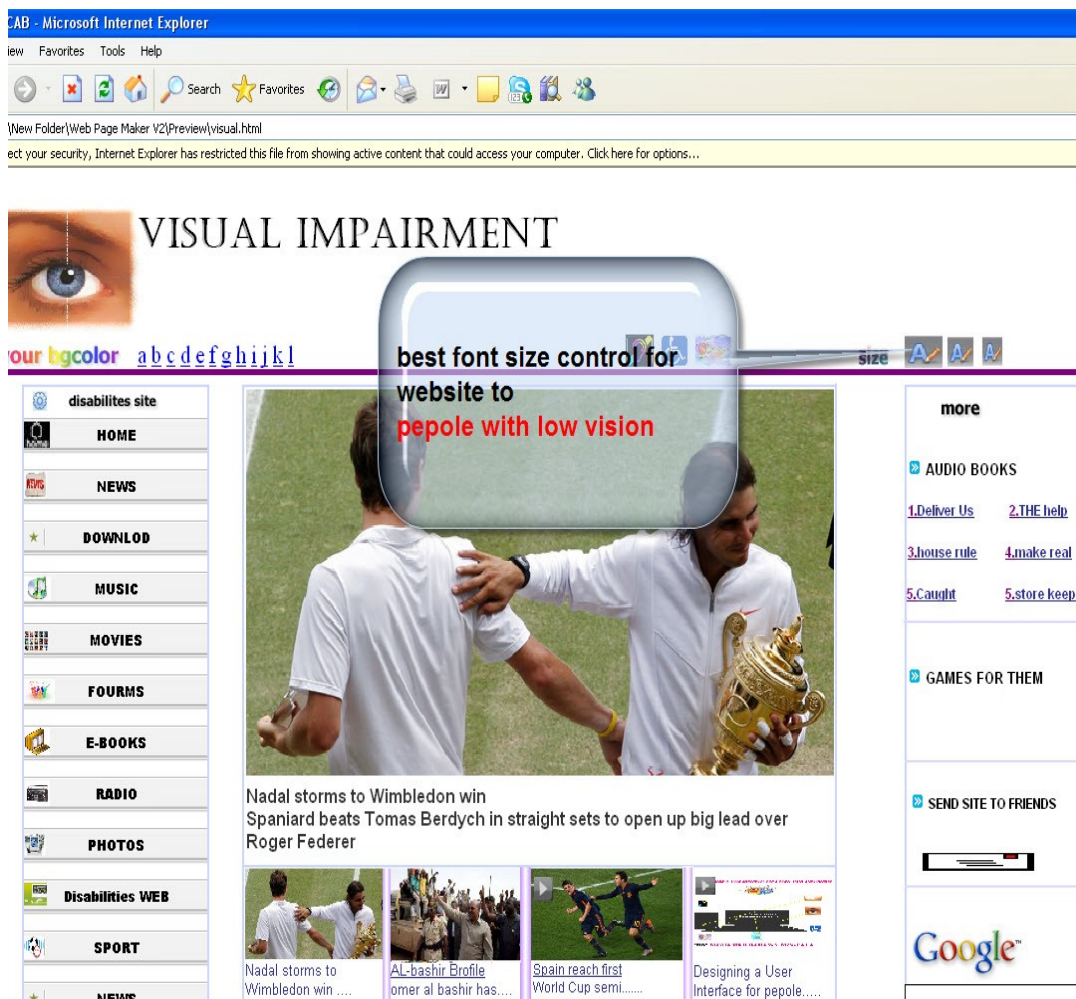 CAB - Microsoft Internet Explorer
iew Favorites Tools Help
Search Favorites
\New Folder\Web Page Maker V2\Preview\visual.html
ect your security, Internet Explorer has restricted this file from showing active content that could access your computer. Click here for options...
VISUAL IMPAIRMENT
our bgcolor a b c d e f g h i j k l
size
best font size control for
website to
pepole with low vision
disabilites site
HOME
NEWS
DOWNLOD
MUSIC
MOVIES
FOURMS
E-BOOKS
RADIO
PHOTOS
Disabilities WEB
SPORT
NEWS
Nadal storms to Wimbledon win
Spaniard beats Tomas Berdych in straight sets to open up big lead over
Roger Federer
Nadal storms to
Wimbledon win ....
AL-bashir Brofile
omer al bashir has....
Spain reach first
World Cup semi.......
Designing a User
Interface for pepole.....
more
AUDIO BOOKS
1.Deliver Us 2.THE help
3.house rule 4.make real
5.Caught 5.store keep
GAMES FOR THEM
SEND SITE TO FRIENDS
Google